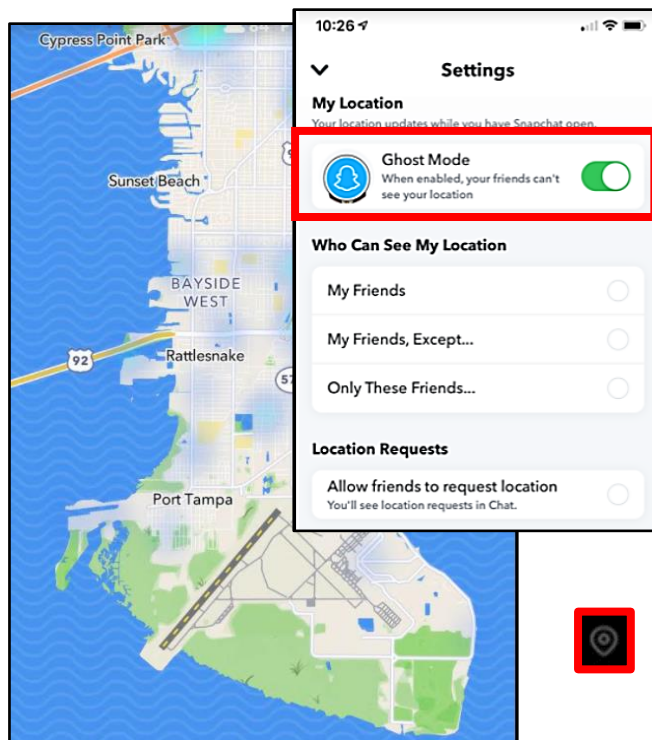 Cypress Point Park
Sunset Beach
BAYSIDE
WEST
92
Rattlesnake
57
Port Tampa
10:26
Settings
My Location
Your location updates while you have Snapchat open.
Ghost Mode
When enabled, your friends can't
see your location
Who Can See My Location
My Friends
My Friends, Except...
Only These Friends...
Location Requests
Allow friends to request location
You'll see location requests in Chat.